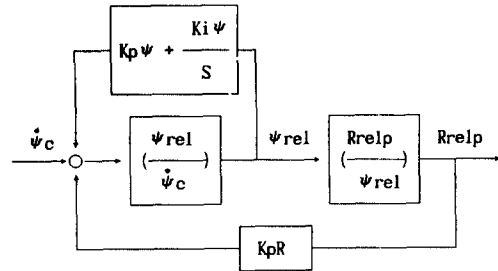 Kiψ
Kpψ + 
S
ψ̇c
ψrel
( )
ψ̇c
ψrel
Rrelp
( )
ψrel
Rrelp
KpR